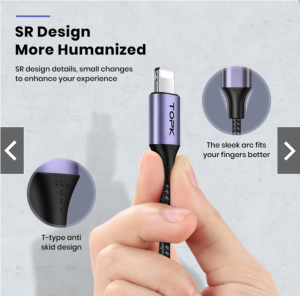 SR Design
More Humanized
SR design details, small changes
to enhance your experience
TOPK
The sleek arc fits
your fingers better
T-type anti
skid design